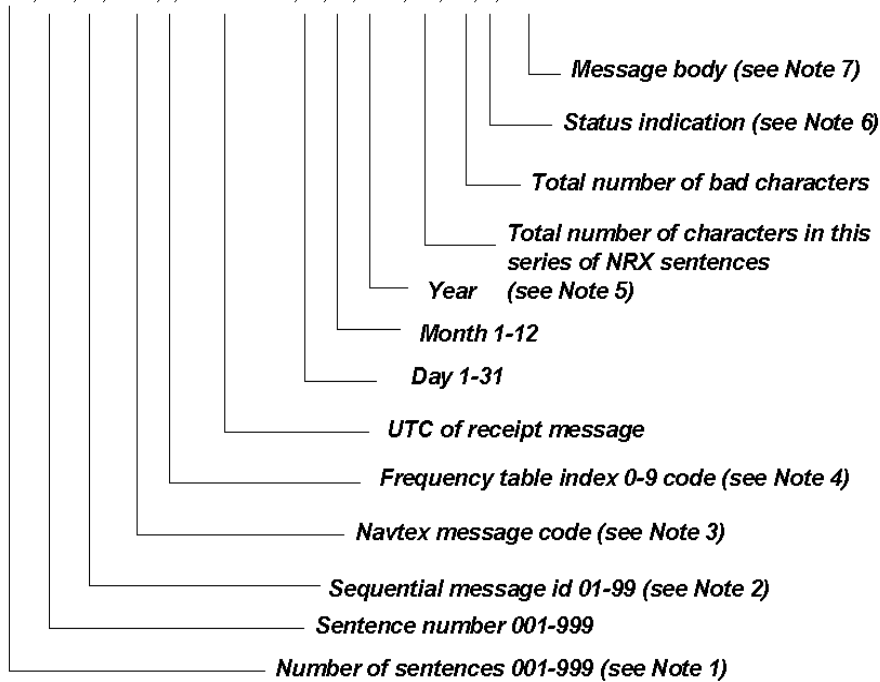 Message body (see Note 7)
Status indication (see Note 6)
Total number of bad characters
Total number of characters in this
series of NRX sentences
Year (see Note 5)
Month 1-12
Day 1-31
UTC of receipt message
Frequency table index 0-9 code (see Note 4)
Navtex message code (see Note 3)
Sequential message id 01-99 (see Note 2)
Sentence number 001-999
Number of sentences 001-999 (see Note 1)